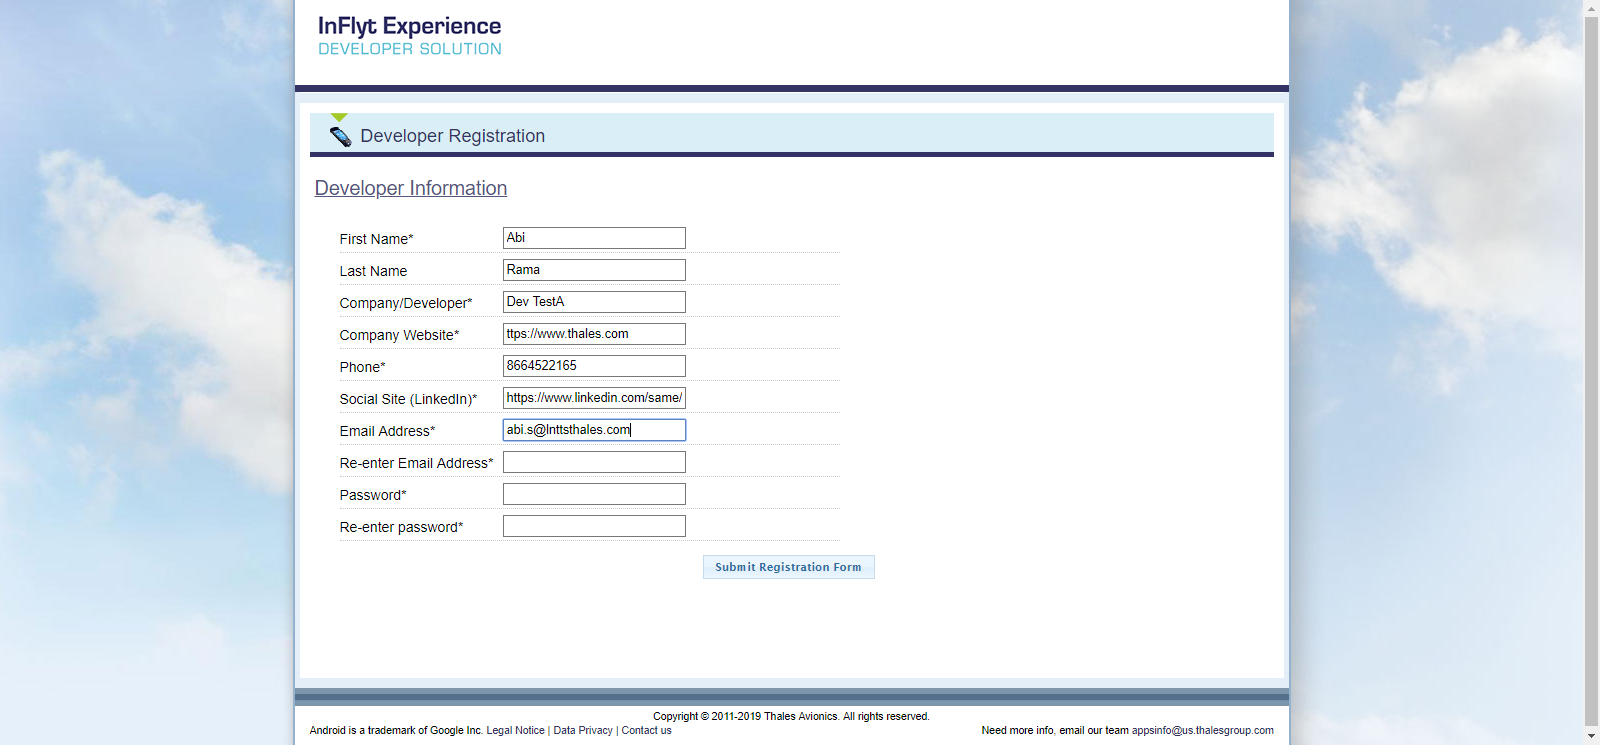 InFlyt Experience
DEVELOPER SOLUTION
Developer Registration
Developer Information
First Name* Abi
Last Name Rama
Company/Developer* Dev TestA
Company Website* ttps://www.thales.com
Phone* 8664522165
Social Site (LinkedIn)* https://www.linkedin.com/same/
Email Address* abi.s@lnttsthales.com
Re-enter Email Address*
Password*
Re-enter password*
Submit Registration Form
Copyright © 2011-2019 Thales Avionics. All rights reserved.
Android is a trademark of Google Inc. Legal Notice | Data Privacy | Contact us Need more info, email our team appsinfo@us.thalesgroup.com